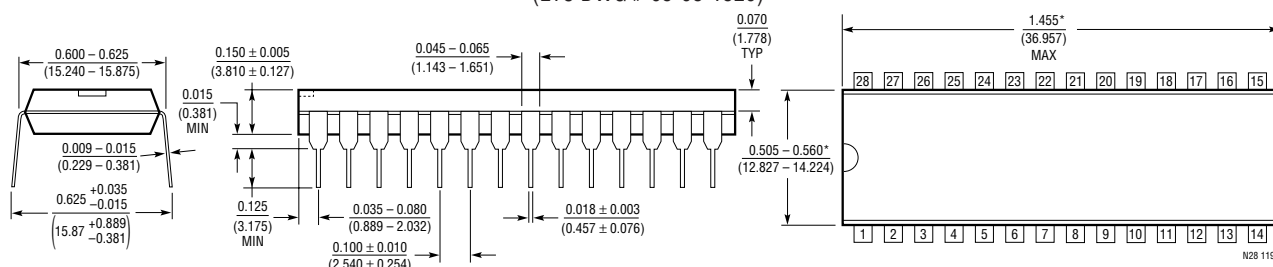 0.600 – 0.625
(15.240 – 15.875)
0.009 – 0.015
(0.229 – 0.381)
0.625 +0.035
–0.015
(15.87 +0.889
–0.381)
0.150 ± 0.005
(3.810 ± 0.127)
0.015
(0.381)
MIN
0.045 – 0.065
(1.143 – 1.651)
0.070
(1.778)
TYP
0.125
(3.175)
MIN
0.035 – 0.080
(0.889 – 2.032)
0.018 ± 0.003
(0.457 ± 0.076)
0.100 ± 0.010
(2.540 ± 0.254)
1.455*
(36.957)
MAX
28 27 26 25 24 23 22 21 20 19 18 17 16 15
0.505 – 0.560*
(12.827 – 14.224)
1 2 3 4 5 6 7 8 9 10 11 12 13 14
N28 119